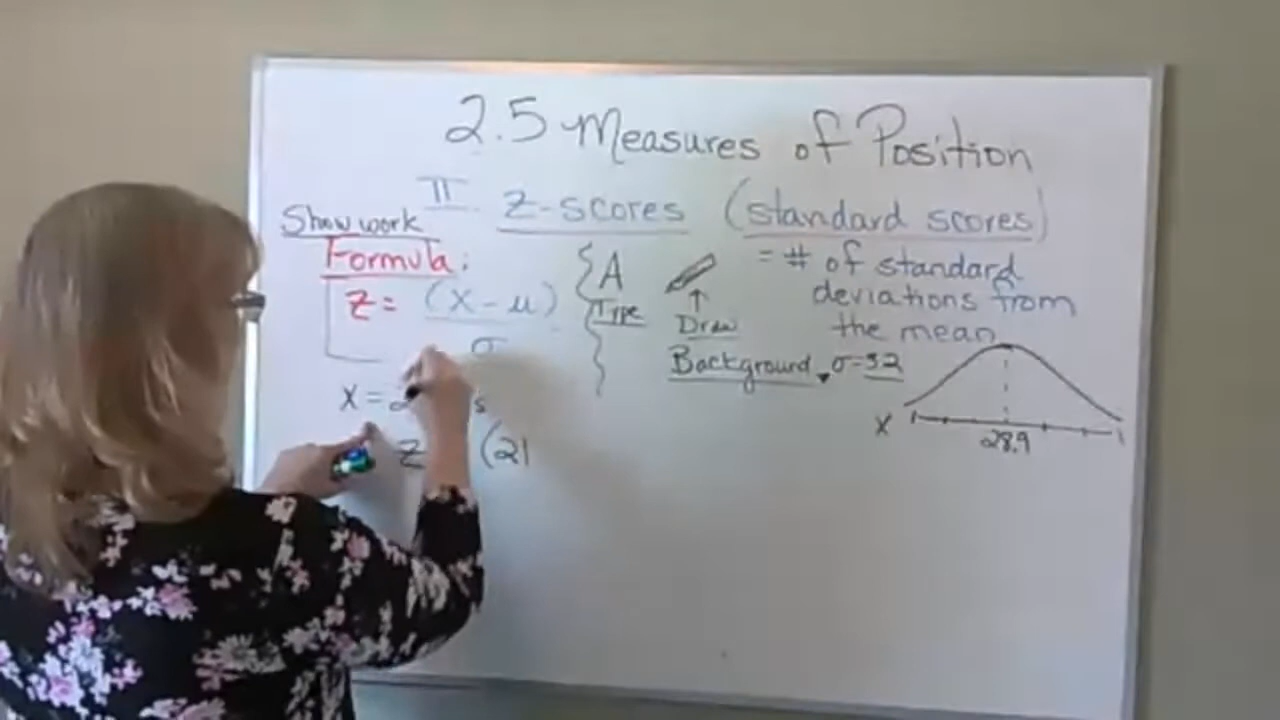 2.5 Measures of Position
II z-scores (standard scores)
Show work
Formula:
z = (x - μ)
σ
A
Type
↑
Draw
= # of standard
deviations from
the mean
Background σ=3.2
x =
s
z (21
x
28.9